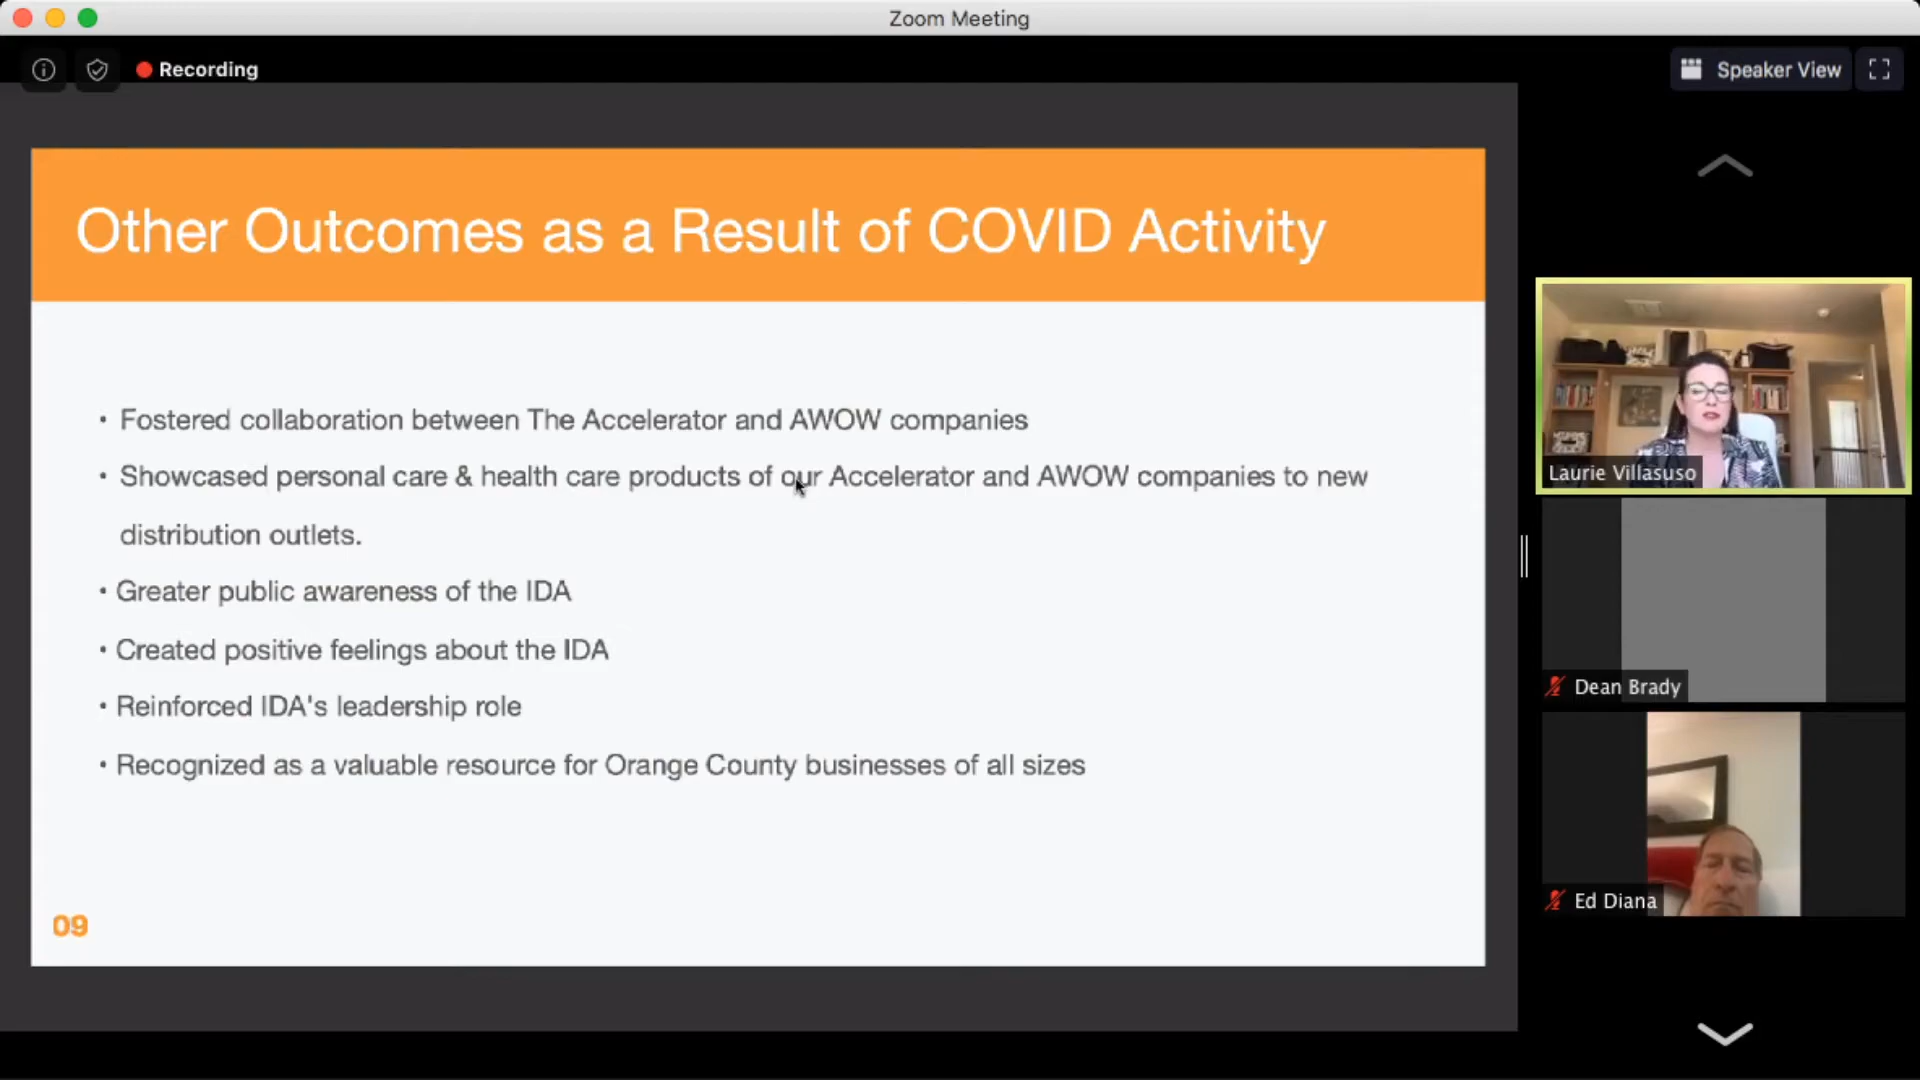 Zoom Meeting
Recording
Speaker View
Other Outcomes as a Result of COVID Activity
• Fostered collaboration between The Accelerator and AWOW companies
• Showcased personal care & health care products of our Accelerator and AWOW companies to new
distribution outlets.
• Greater public awareness of the IDA
• Created positive feelings about the IDA
• Reinforced IDA's leadership role
• Recognized as a valuable resource for Orange County businesses of all sizes
09
Laurie Villasuso
Dean Brady
Ed Diana